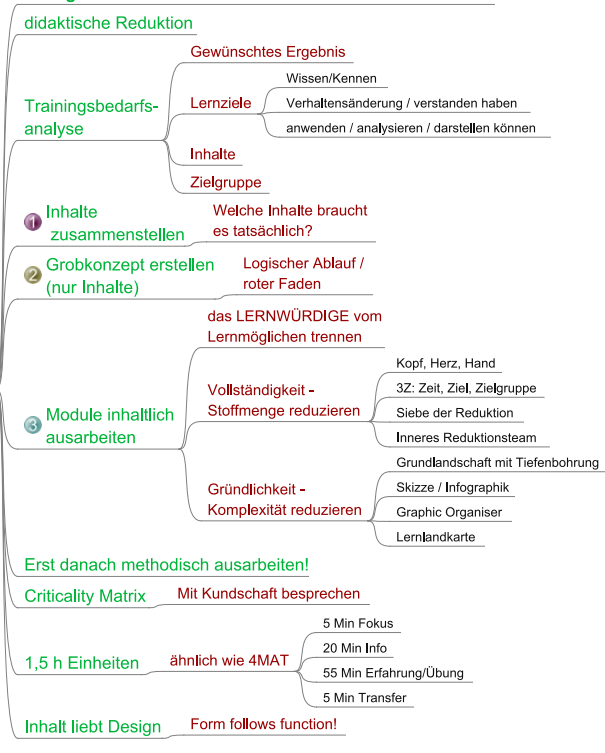 didaktische Reduktion
Trainingsbedarfs-
analyse
Gewünschtes Ergebnis
Lernziele
Wissen/Kennen
Verhaltensänderung / verstanden haben
anwenden / analysieren / darstellen können
Inhalte
Zielgruppe
1 Inhalte
zusammenstellen
Welche Inhalte braucht
es tatsächlich?
2 Grobkonzept erstellen
(nur Inhalte)
Logischer Ablauf /
roter Faden
3 Module inhaltlich
ausarbeiten
das LERNWÜRDIGE vom
Lernmöglichen trennen
Vollständigkeit -
Stoffmenge reduzieren
Kopf, Herz, Hand
3Z: Zeit, Ziel, Zielgruppe
Siebe der Reduktion
Inneres Reduktionsteam
Gründlichkeit -
Komplexität reduzieren
Grundlandschaft mit Tiefenbohrung
Skizze / Infographik
Graphic Organiser
Lernlandkarte
Erst danach methodisch ausarbeiten!
Criticality Matrix
Mit Kundschaft besprechen
1,5 h Einheiten
ähnlich wie 4MAT
5 Min Fokus
20 Min Info
55 Min Erfahrung/Übung
5 Min Transfer
Inhalt liebt Design
Form follows function!